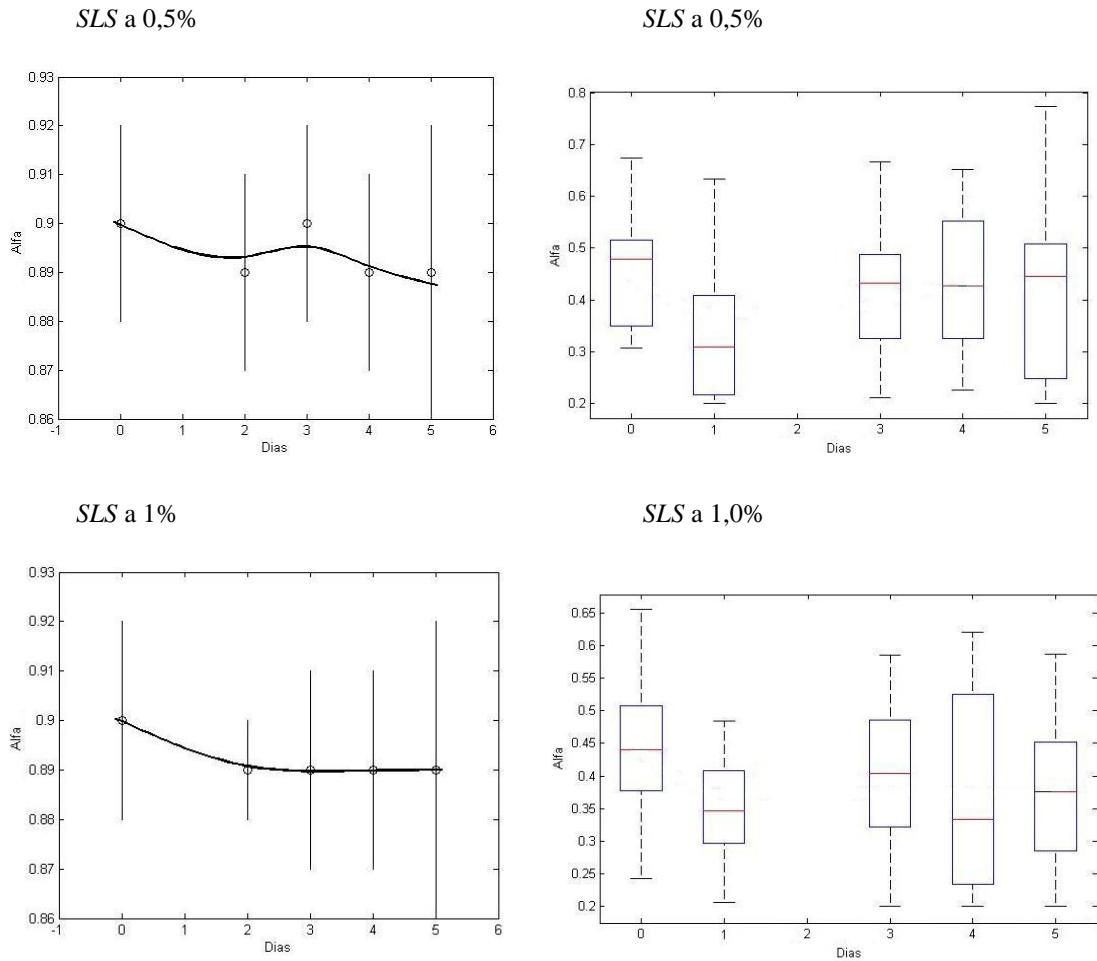 SLS a 0,5%
0.93
0.92
0.91
0.9
0.89
0.88
0.87
0.86
Alfa
-1 0 1 2 3 4 5 6
Dias
SLS a 0,5%
0.8
0.7
0.6
0.5
0.4
0.3
0.2
Alfa
0 1 2 3 4 5
Dias
SLS a 1%
0.93
0.92
0.91
0.9
0.89
0.88
0.87
0.86
Alfa
-1 0 1 2 3 4 5 6
Dias
SLS a 1,0%
0.65
0.6
0.55
0.5
0.45
0.4
0.35
0.3
0.25
0.2
Alfa
0 1 2 3 4 5
Dias